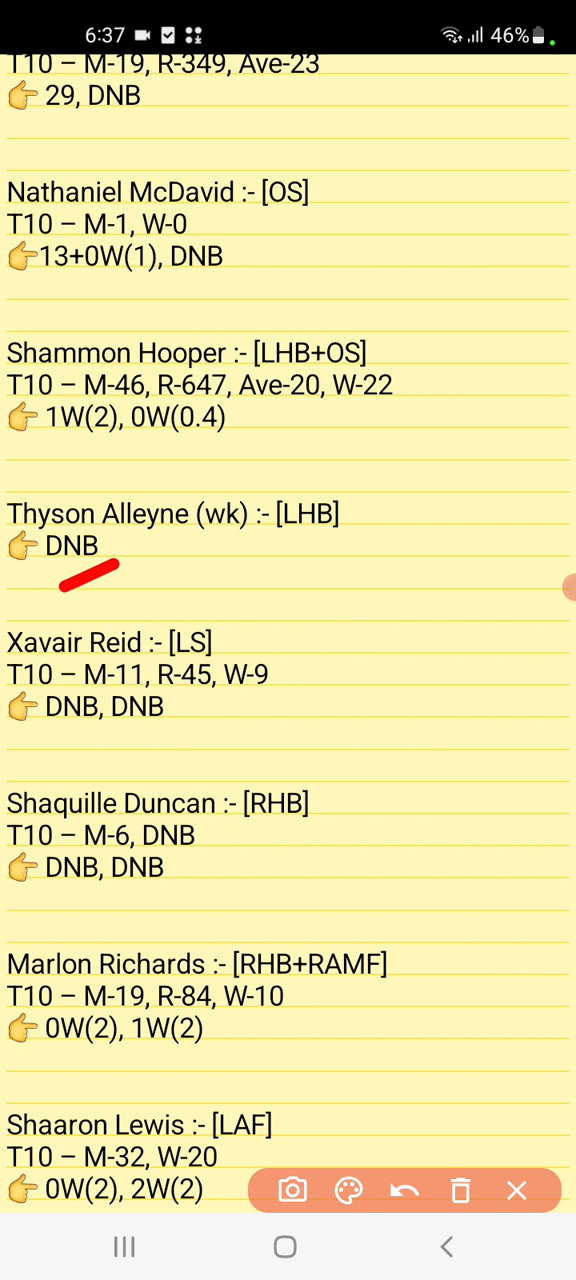 6:37
46%
T10 – M-19, R-349, Ave-23
👉 29, DNB
Nathaniel McDavid :- [OS]
T10 – M-1, W-0
👉13+0W(1), DNB
Shammon Hooper :- [LHB+OS]
T10 – M-46, R-647, Ave-20, W-22
👉 1W(2), 0W(0.4)
Thyson Alleyne (wk) :- [LHB]
👉 DNB
Xavair Reid :- [LS]
T10 – M-11, R-45, W-9
👉 DNB, DNB
Shaquille Duncan :- [RHB]
T10 – M-6, DNB
👉 DNB, DNB
Marlon Richards :- [RHB+RAMF]
T10 – M-19, R-84, W-10
👉 0W(2), 1W(2)
Shaaron Lewis :- [LAF]
T10 – M-32, W-20
👉 0W(2), 2W(2)